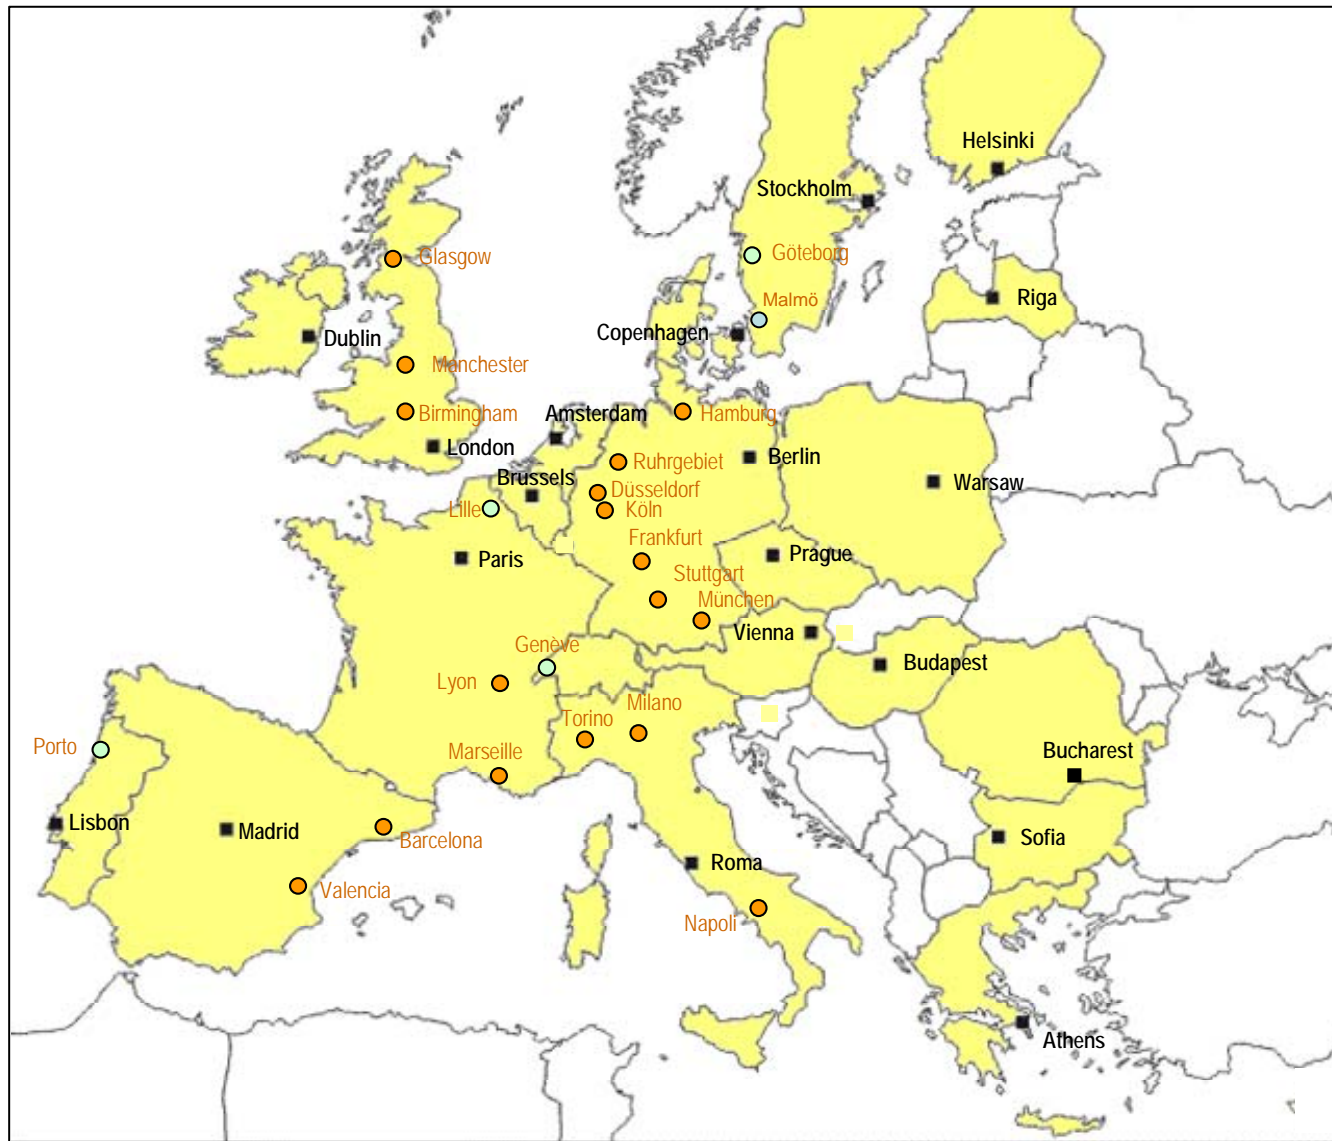 Helsinki
Stockholm
Glasgow
Göteborg
Riga
Malmö
Dublin
Copenhagen
Manchester
Birmingham
Amsterdam
Hamburg
London
Ruhrgebiet
Berlin
Brussels
Düsseldorf
Warsaw
Lille
Köln
Frankfurt
Paris
Prague
Stuttgart
München
Vienna
Genève
Budapest
Lyon
Milano
Torino
Porto
Marseille
Bucharest
Lisbon
Madrid
Barcelona
Sofia
Roma
Valencia
Napoli
Athens